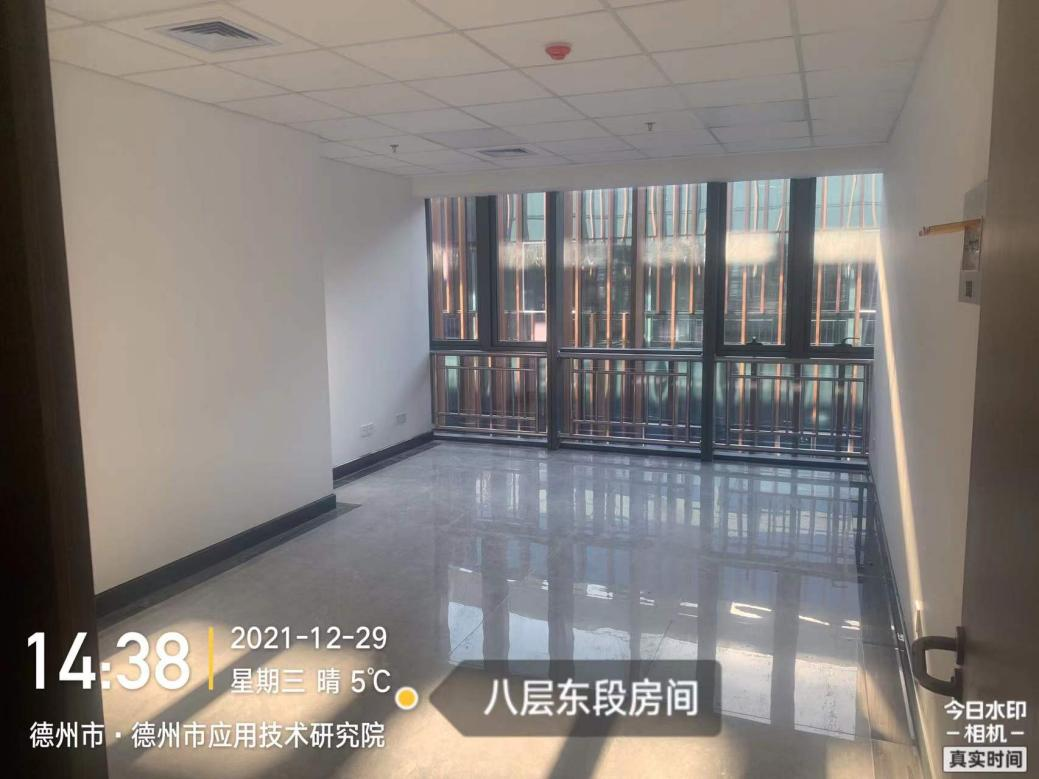 14:38
2021-12-29
星期三 晴 5℃
八层东段房间
德州市·德州市应用技术研究院
今日水印
-相机-
真实时间